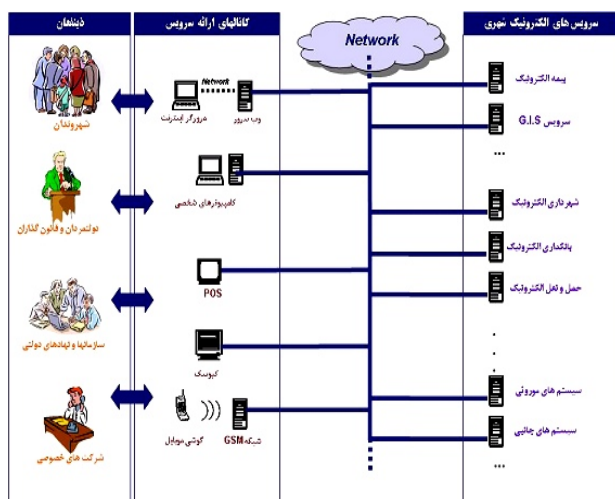 سرویس های الکترونیک شهری
کانالهای ارائه سرویس
ذینفعان
Network
بیمه الکترونیک
سرویس G.I.S
...
شهرداری الکترونیک
بانکداری الکترونیک
حمل و نقل الکترونیک
.
.
.
سیستم های موروثی
سیستم های جانبی
...
Network
وب سرور
مرورگر اینترنت
کامپیوترهای شخصی
POS
کیوسک
شبکه GSM
گوشی موبایل
شهروندان
دولتمردان و قانون گذاران
سازمانها و نهادهای دولتی
شرکت های خصوصی